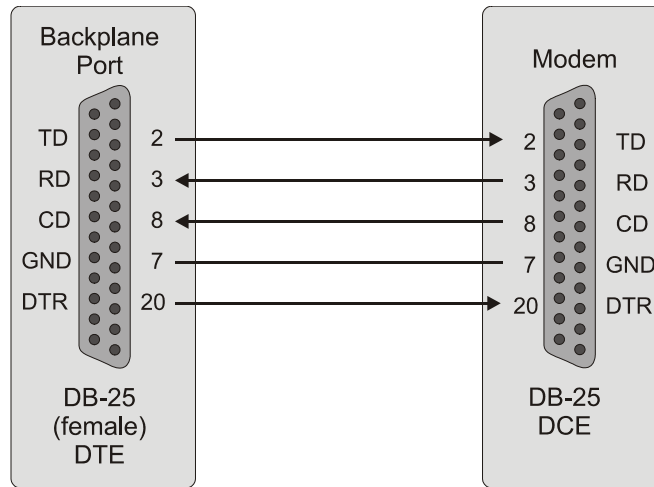 Backplane
Port
TD 2
RD 3
CD 8
GND 7
DTR 20
DB-25
(female)
DTE
Modem
2 TD
3 RD
8 CD
7 GND
20 DTR
DB-25
DCE